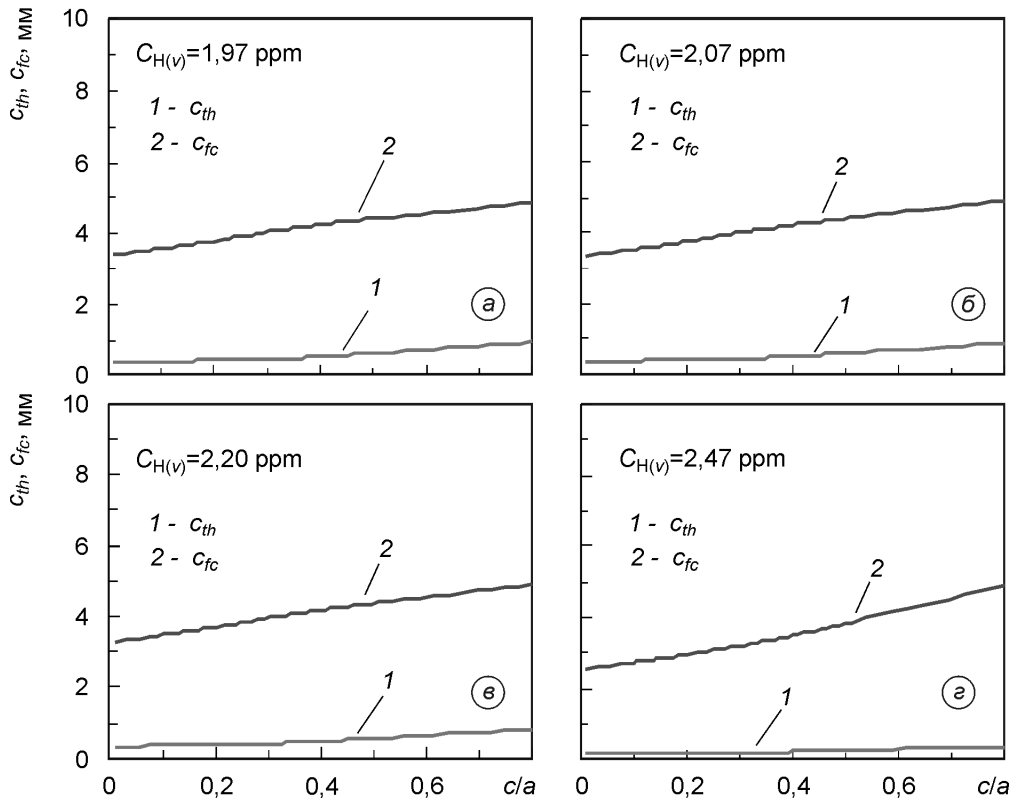 c_th, c_fc, мм
10
8
6
4
2
0
C_H(v)=1,97 ppm
1 - c_th
2 - c_fc
2
1
а
C_H(v)=2,07 ppm
1 - c_th
2 - c_fc
2
1
б
c_th, c_fc, мм
10
8
6
4
2
0
C_H(v)=2,20 ppm
1 - c_th
2 - c_fc
2
1
в
0 0,2 0,4 0,6 c/a
C_H(v)=2,47 ppm
1 - c_th
2 - c_fc
2
1
г
0 0,2 0,4 0,6 c/a